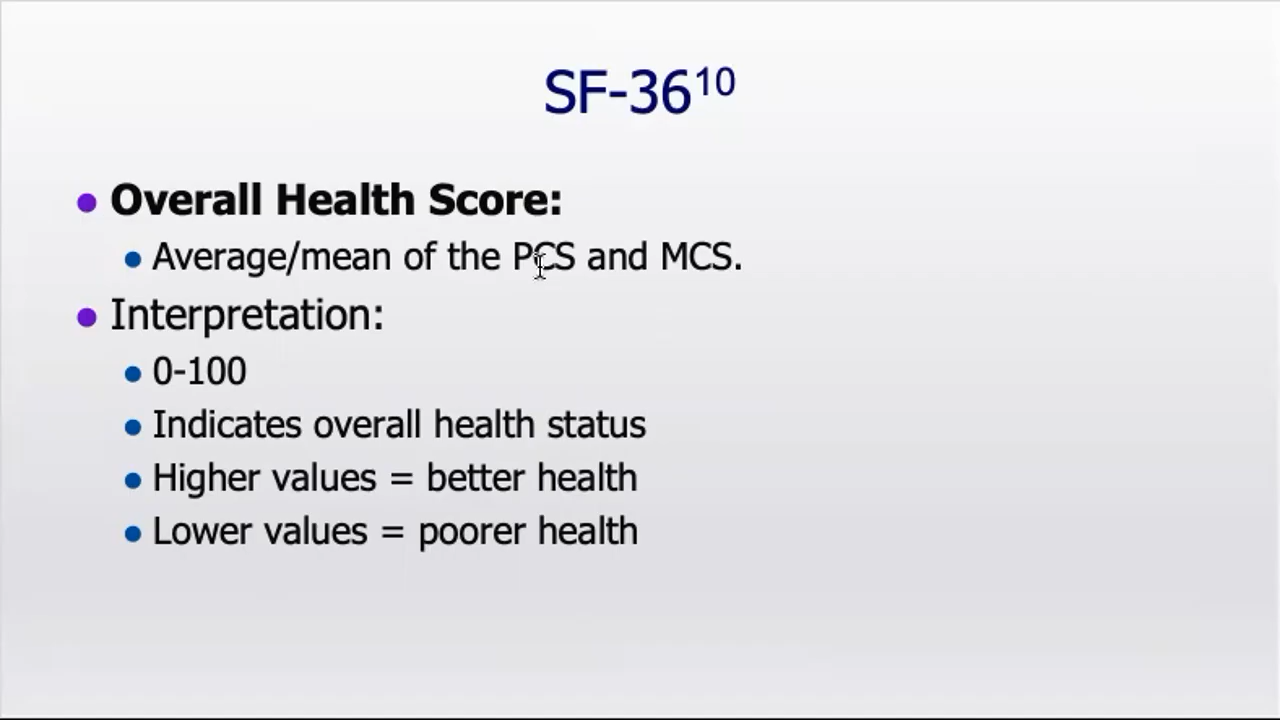 SF-36¹⁰
● Overall Health Score:
● Average/mean of the PCS and MCS.
● Interpretation:
● 0-100
● Indicates overall health status
● Higher values = better health
● Lower values = poorer health